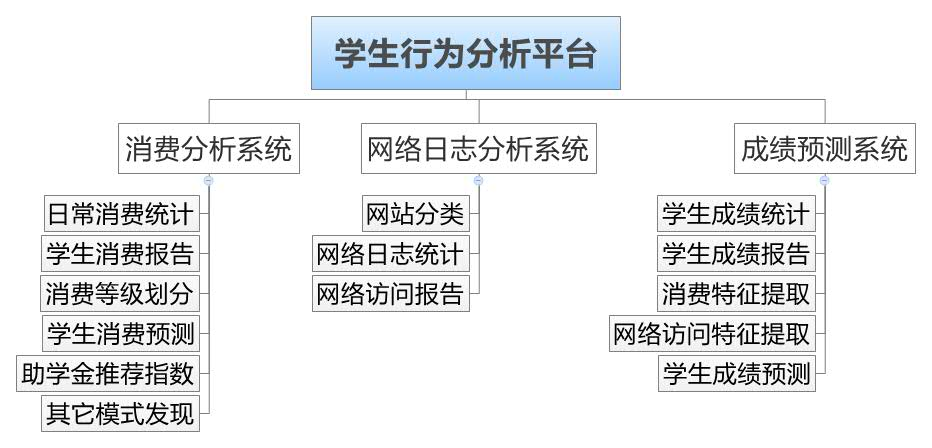 学生行为分析平台
消费分析系统
日常消费统计
学生消费报告
消费等级划分
学生消费预测
助学金推荐指数
其它模式发现
网络日志分析系统
网站分类
网络日志统计
网络访问报告
成绩预测系统
学生成绩统计
学生成绩报告
消费特征提取
网络访问特征提取
学生成绩预测